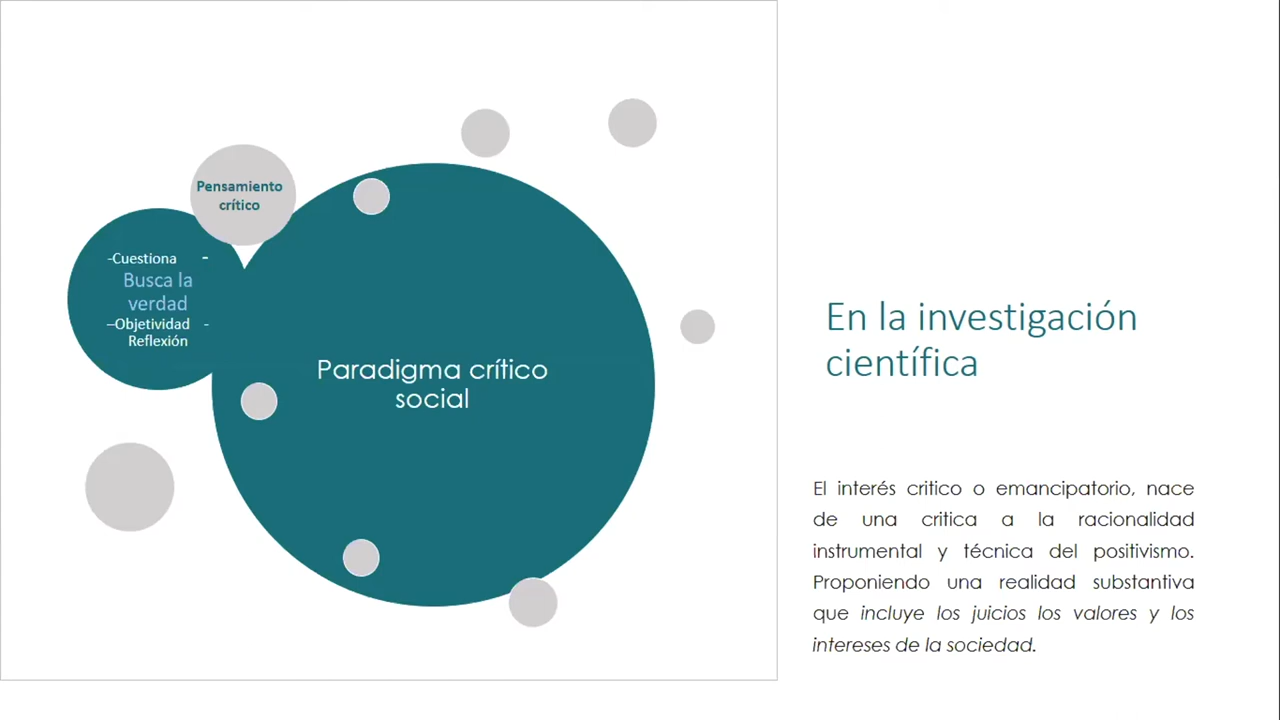 Pensamiento
crítico
-Cuestiona -
Busca la
verdad
–Objetividad -
Reflexión
Paradigma crítico
social
En la investigación
científica
El interés critico o emancipatorio, nace
de una critica a la racionalidad
instrumental y técnica del positivismo.
Proponiendo una realidad substantiva
que incluye los juicios los valores y los
intereses de la sociedad.